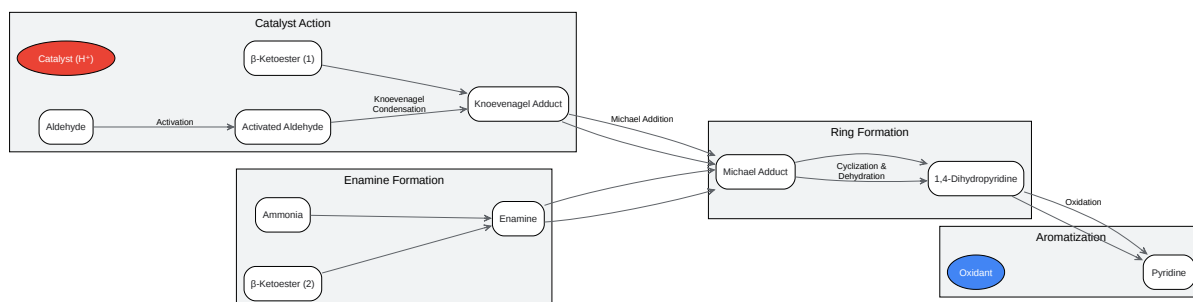 Catalyst Action
Catalyst (H⁺)
β-Ketoester (1)
Aldehyde
Activation
Activated Aldehyde
Knoevenagel
Condensation
Knoevenagel Adduct
Michael Addition
Enamine Formation
Ammonia
β-Ketoester (2)
Enamine
Ring Formation
Michael Adduct
Cyclization &
Dehydration
1,4-Dihydropyridine
Oxidation
Aromatization
Oxidant
Pyridine